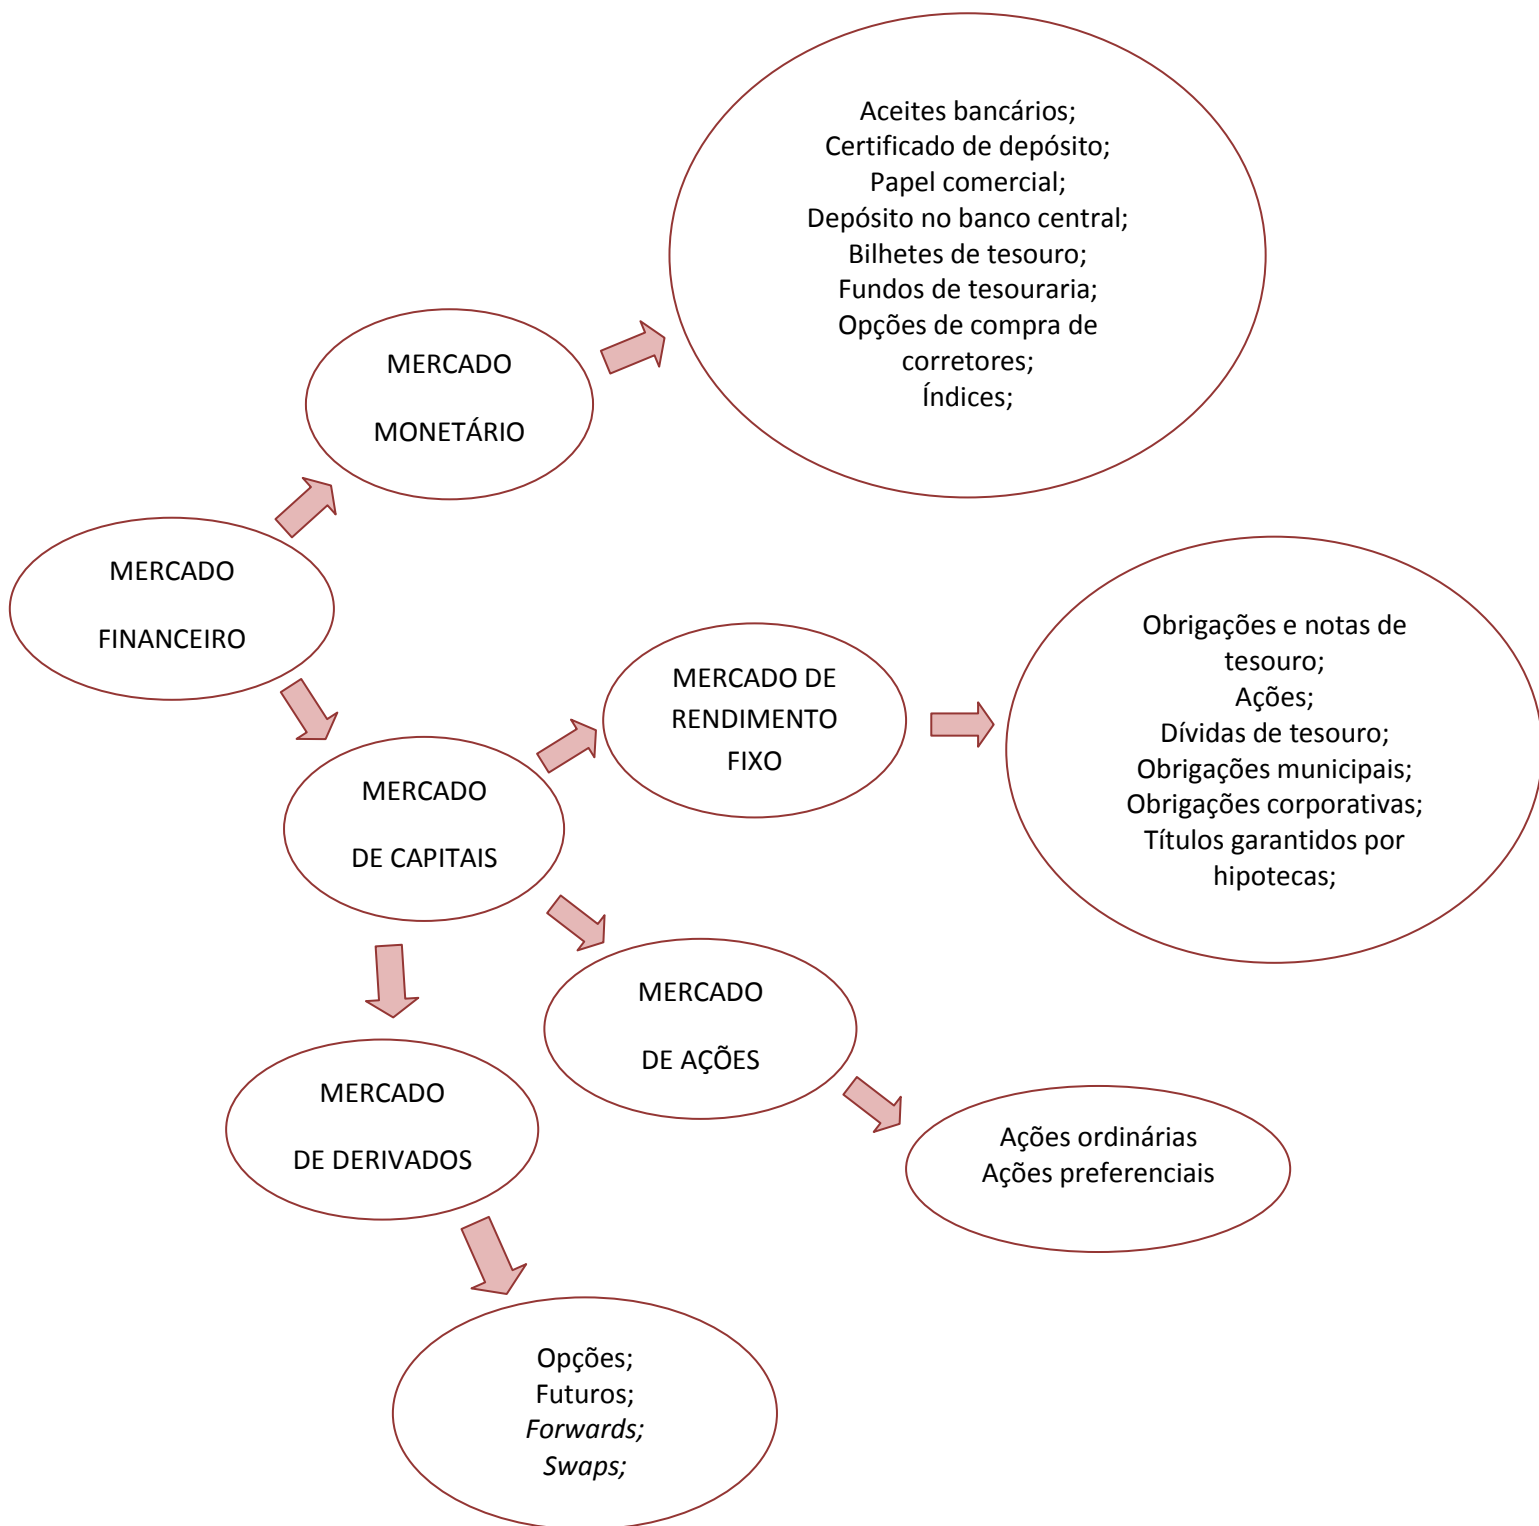 Aceites bancários;
Certificado de depósito;
Papel comercial;
Depósito no banco central;
Bilhetes de tesouro;
Fundos de tesouraria;
Opções de compra de
corretores;
Índices;
MERCADO
MONETÁRIO
MERCADO
FINANCEIRO
MERCADO DE
RENDIMENTO
FIXO
Obrigações e notas de
tesouro;
Ações;
Dívidas de tesouro;
Obrigações municipais;
Obrigações corporativas;
Títulos garantidos por
hipotecas;
MERCADO
DE CAPITAIS
MERCADO
DE AÇÕES
MERCADO
DE DERIVADOS
Ações ordinárias
Ações preferenciais
Opções;
Futuros;
Forwards;
Swaps;